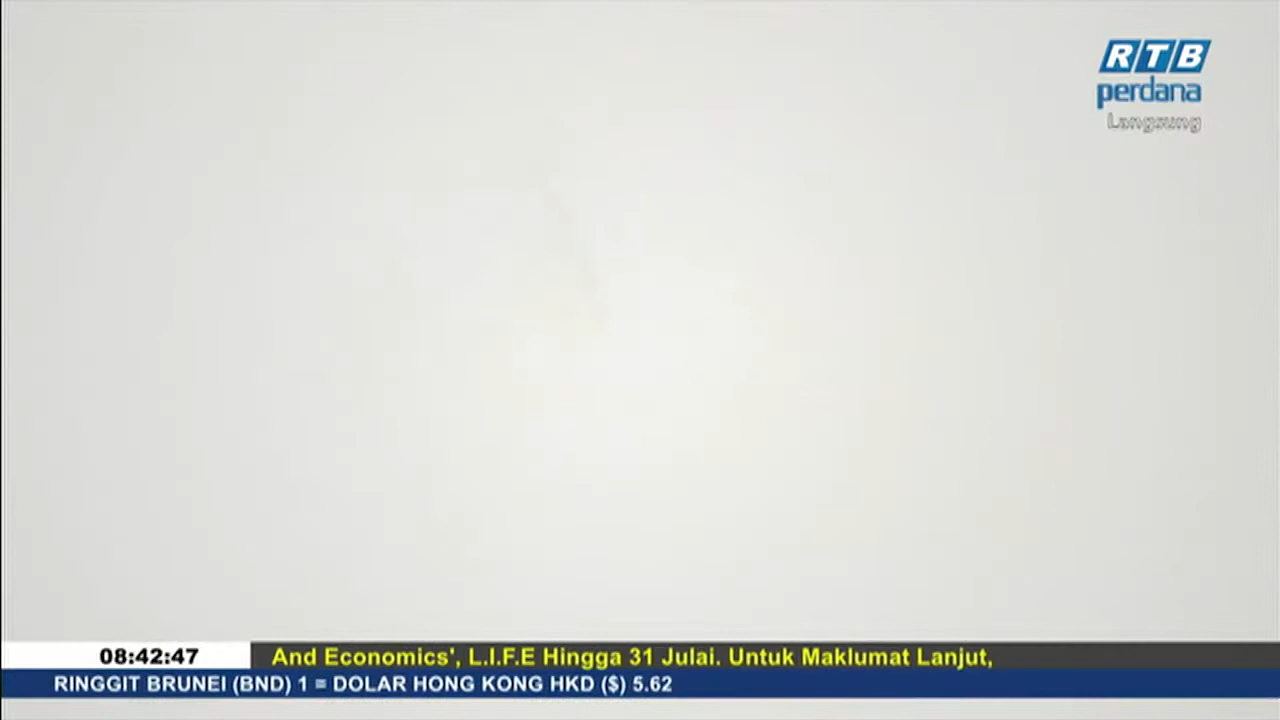 RTB
perdana
Langsung
08:42:47
And Economics', L.I.F.E Hingga 31 Julai. Untuk Maklumat Lanjut,
RINGGIT BRUNEI (BND) 1 = DOLAR HONG KONG HKD ($) 5.62